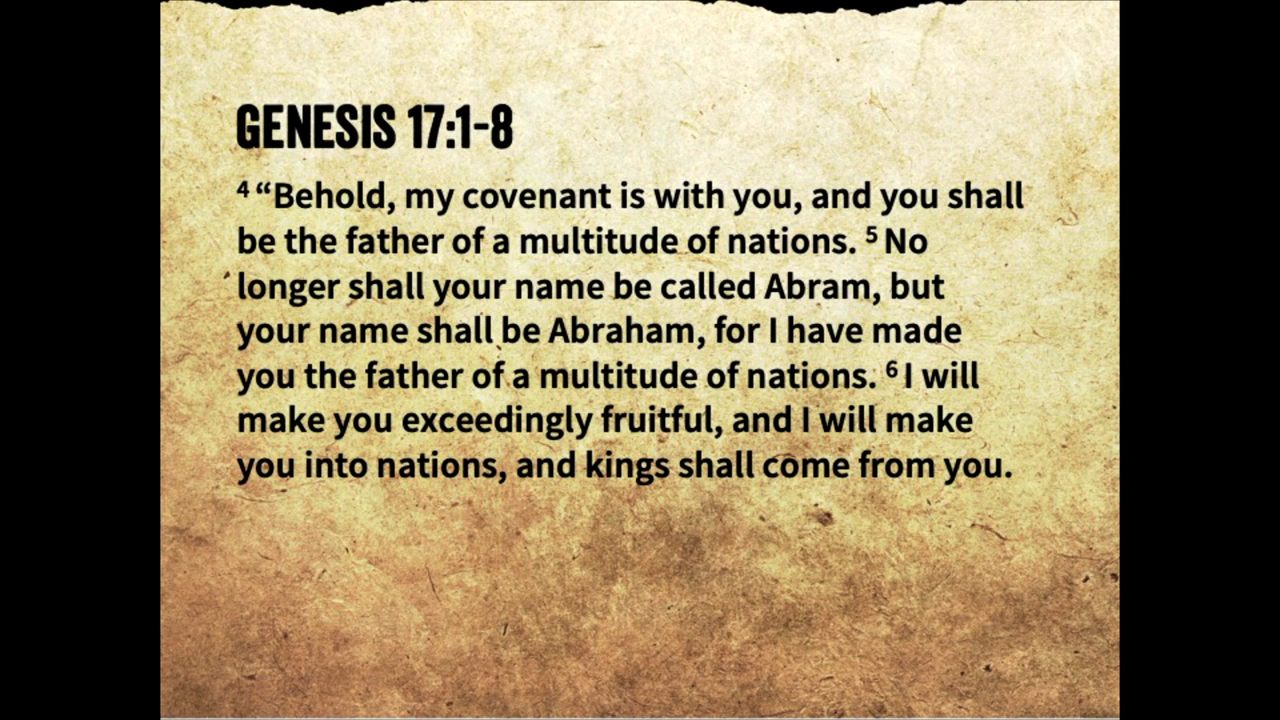 GENESIS 17:1-8
4 “Behold, my covenant is with you, and you shall
be the father of a multitude of nations. 5 No
longer shall your name be called Abram, but
your name shall be Abraham, for I have made
you the father of a multitude of nations. 6 I will
make you exceedingly fruitful, and I will make
you into nations, and kings shall come from you.